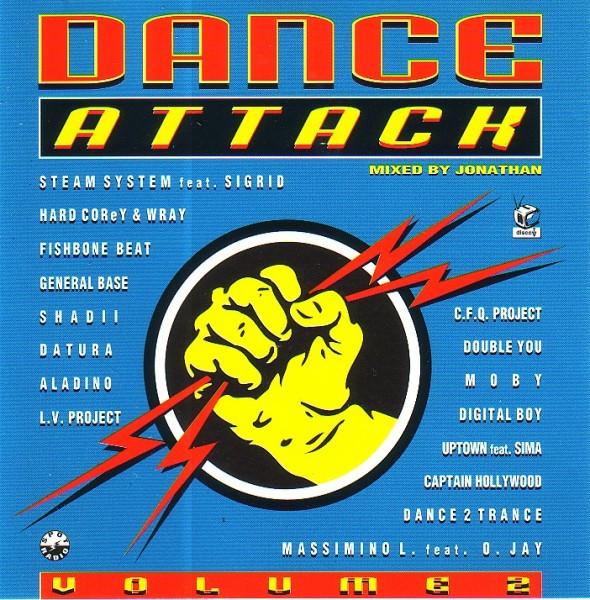 DANCE
ATTACK
MIXED BY JONATHAN
STEAM SYSTEM feat. SIGRID
HARD COReY & WRAY
FISHBONE BEAT
GENERAL BASE
SHADII
DATURA
ALADINO
L.V. PROJECT
C.F.Q. PROJECT
DOUBLE YOU
MOBY
DIGITAL BOY
UPTOWN feat. SIMA
CAPTAIN HOLLYWOOD
DANCE 2 TRANCE
MASSIMINO L. feat. O. JAY
SPOT RADIO
VOLUME 2